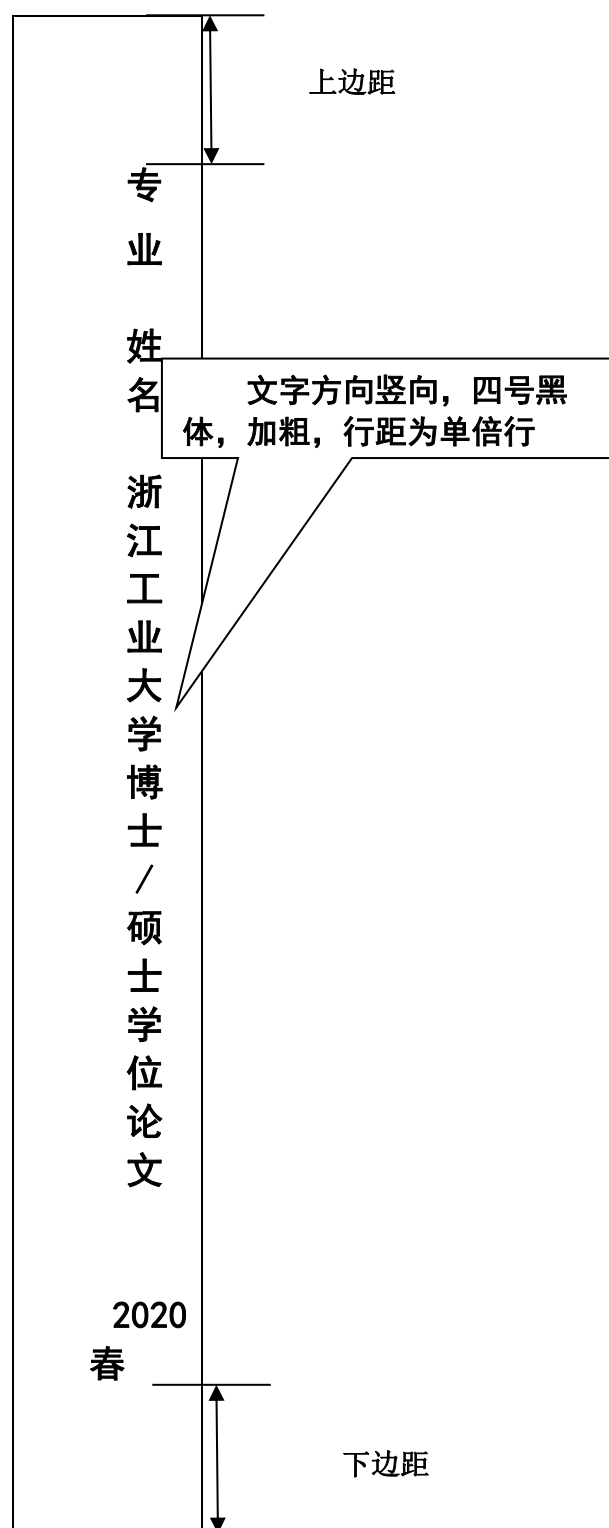 上边距
专
业
姓
名
文字方向竖向，四号黑
体，加粗，行距为单倍行
浙江工业大学博士/硕士学位论文
2020
春
下边距